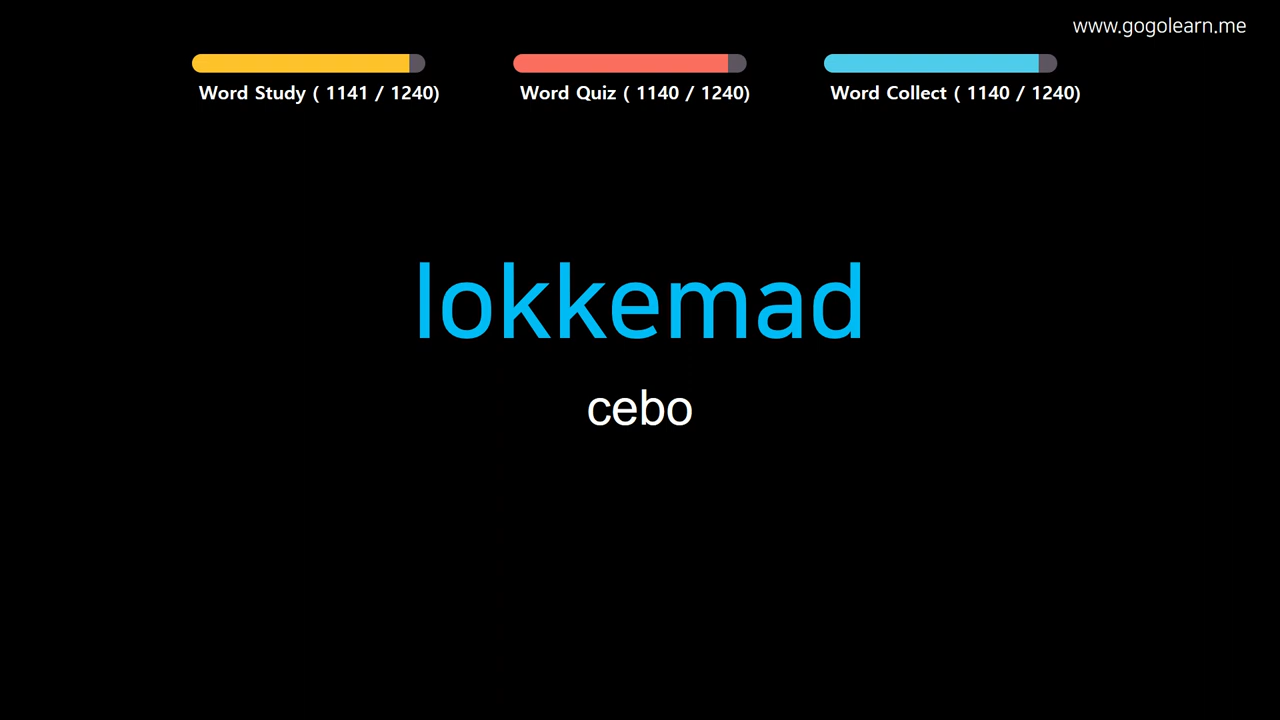 www.gogolearn.me
Word Study ( 1141 / 1240)
Word Quiz ( 1140 / 1240)
Word Collect ( 1140 / 1240)
lokkemad
cebo